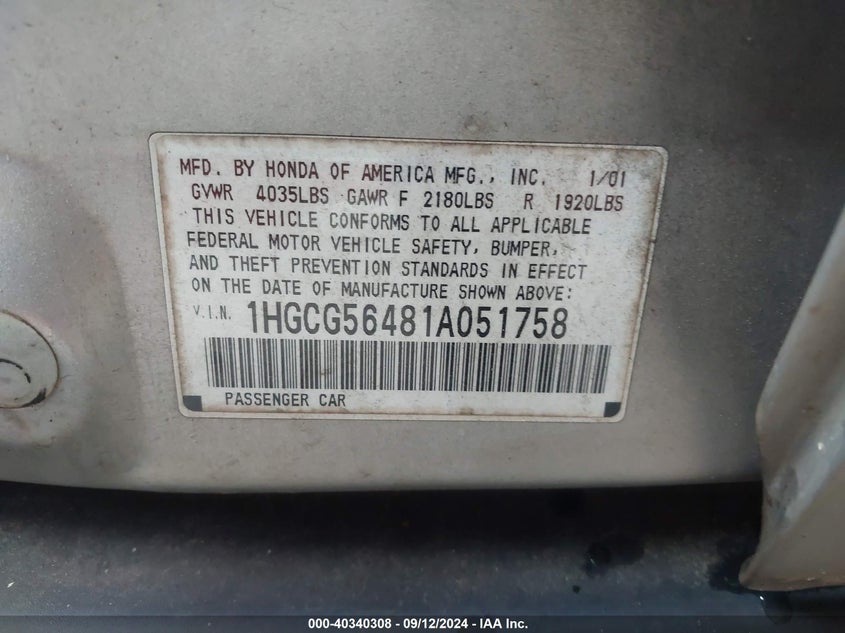 MFD. BY HONDA OF AMERICA MFG., INC. 1/01
GVWR 4035LBS GAWR F 2180LBS R 1920LBS
THIS VEHICLE CONFORMS TO ALL APPLICABLE
FEDERAL MOTOR VEHICLE SAFETY, BUMPER,
AND THEFT PREVENTION STANDARDS IN EFFECT
ON THE DATE OF MANUFACTURE SHOWN ABOVE:
V.I.N. 1HGCG56481A051758
PASSENGER CAR
000-40340308 - 09/12/2024 - IAA Inc.